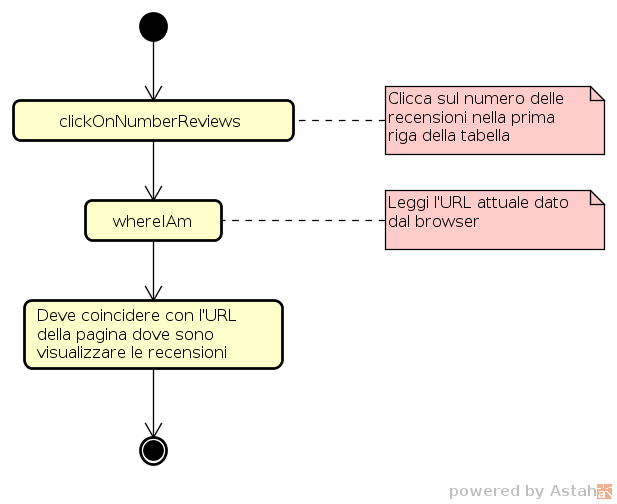 clickOnNumberReviews
Clicca sul numero delle
recensioni nella prima
riga della tabella
whereIAm
Leggi l'URL attuale dato
dal browser
Deve coincidere con l'URL
della pagina dove sono
visualizzare le recensioni
powered by Astah